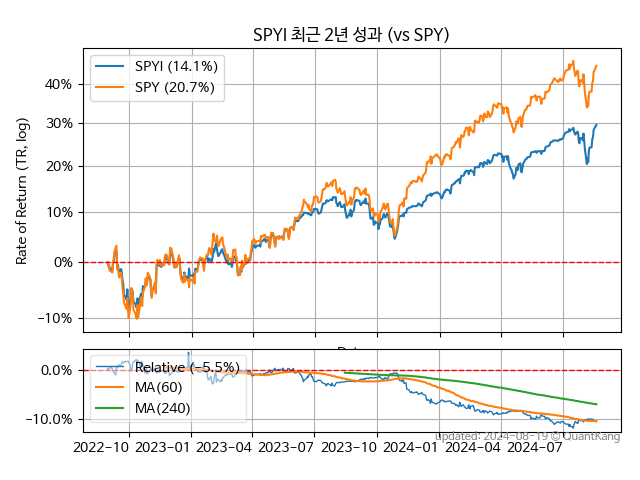 SPYI 최근 2년 성과 (vs SPY)
SPYI (14.1%)
SPY (20.7%)
40%
30%
20%
10%
0%
−10%
Rate of Return (TR, log)
Relative (−5.5%)
MA(60)
MA(240)
0.0%
−10.0%
2022−10 2023−01 2023−04 2023−07 2023−10 2024−01 2024−04 2024−07
Updated: 2024−08−19 © QuantKang